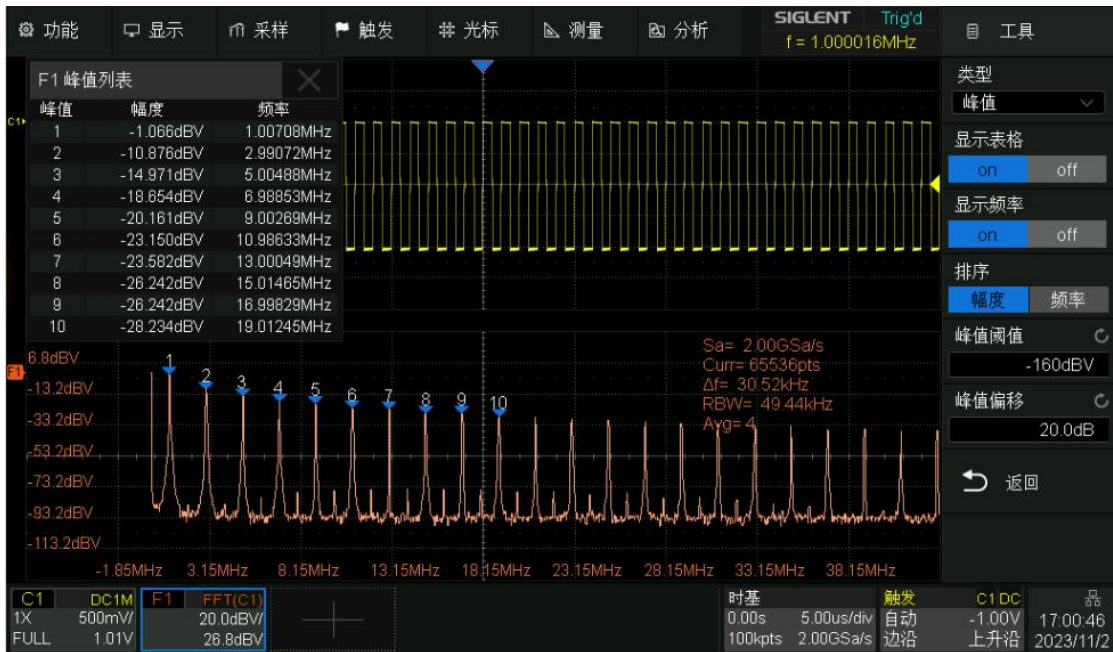 功能 显示 采样 触发 光标 测量 分析 SIGLENT Trig'd
f = 1.000016MHz
工具
F1 峰值列表
峰值 幅度 频率
1 -1.066dBV 1.00708MHz
2 -10.876dBV 2.99072MHz
3 -14.971dBV 5.00488MHz
4 -18.654dBV 6.98853MHz
5 -20.161dBV 9.00269MHz
6 -23.150dBV 10.98633MHz
7 -23.582dBV 13.00049MHz
8 -26.242dBV 15.01465MHz
9 -26.242dBV 16.99829MHz
10 -28.234dBV 19.01245MHz
C1
F1
6.8dBV
-13.2dBV
-33.2dBV
-53.2dBV
-73.2dBV
-93.2dBV
-113.2dBV
1 2 3 4 5 6 7 8 9 10
Sa= 2.00GSa/s
Curr= 65536pts
Δf= 30.52kHz
RBW= 49.44kHz
Avg= 4
-1.85MHz 3.15MHz 8.15MHz 13.15MHz 18.15MHz 23.15MHz 28.15MHz 33.15MHz 38.15MHz
类型
峰值
显示表格
on off
显示频率
on off
排序
幅度 频率
峰值阈值
-160dBV
峰值偏移
20.0dB
返回
C1 DC1M
1X 500mV/
FULL 1.01V
F1 FFT(C1)
20.0dBV/
26.8dBV
时基
0.00s 5.00us/div
100kpts 2.00GSa/s
触发 C1 DC
自动 -1.00V
边沿 上升沿
17:00:46
2023/11/2